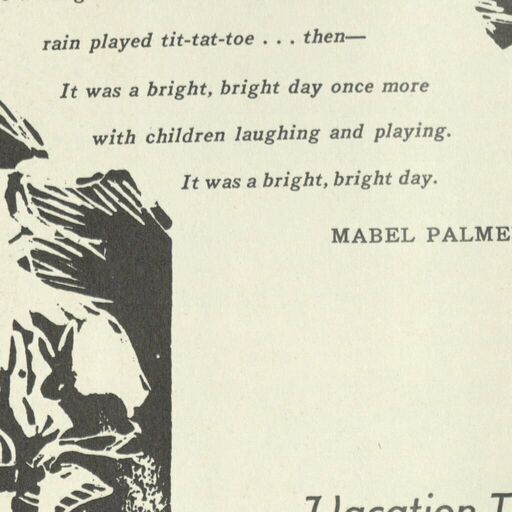 rain played tit-tat-toe . . . then—
It was a bright, bright day once more
with children laughing and playing.
It was a bright, bright day.
MABEL PALME
Vacation T